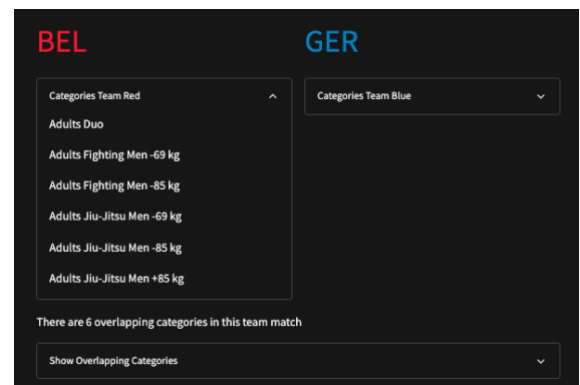 BEL
GER
Categories Team Red
Categories Team Blue
Adults Duo
Adults Fighting Men -69 kg
Adults Fighting Men -85 kg
Adults Jiu-Jitsu Men -69 kg
Adults Jiu-Jitsu Men -85 kg
Adults Jiu-Jitsu Men +85 kg
There are 6 overlapping categories in this team match
Show Overlapping Categories